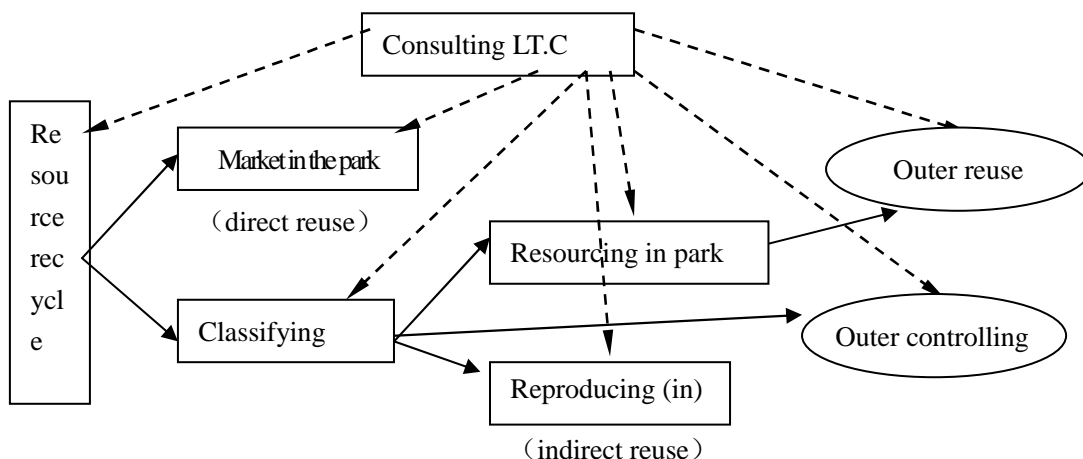 Consulting LT.C
Re
sou
rce
rec
ycl
e
Market in the park
（direct reuse）
Outer reuse
Resourcing in park
Classifying
Outer controlling
Reproducing (in)
（indirect reuse）